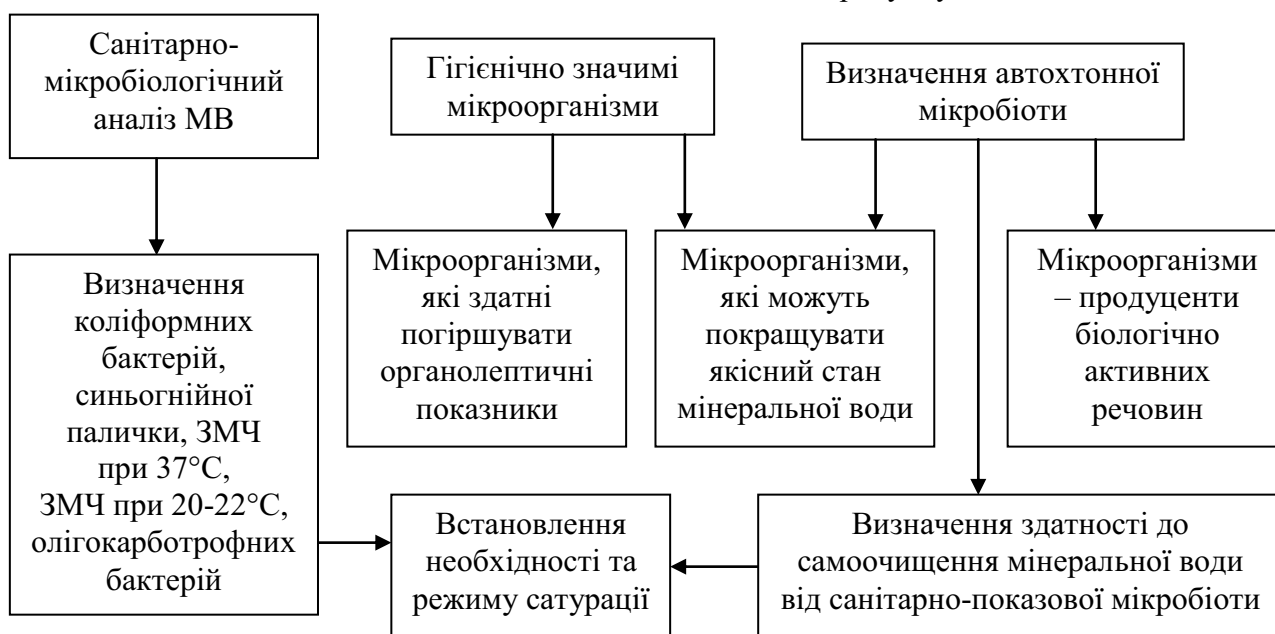 Санітарно-
мікробіологічний
аналіз МВ
Гігієнічно значимі
мікроорганізми
Визначення автохтонної
мікробіоти
Визначення
коліформних
бактерій,
синьогнійної
палички, ЗМЧ
при 37°С,
ЗМЧ при 20-22°С,
олігокарботрофних
бактерій
Мікроорганізми,
які здатні
погіршувати
органолептичні
показники
Мікроорганізми,
які можуть
покращувати
якісний стан
мінеральної води
Мікроорганізми
– продуценти
біологічно
активних
речовин
Встановлення
необхідності та
режиму сатурації
Визначення здатності до
самоочищення мінеральної води
від санітарно-показової мікробіоти